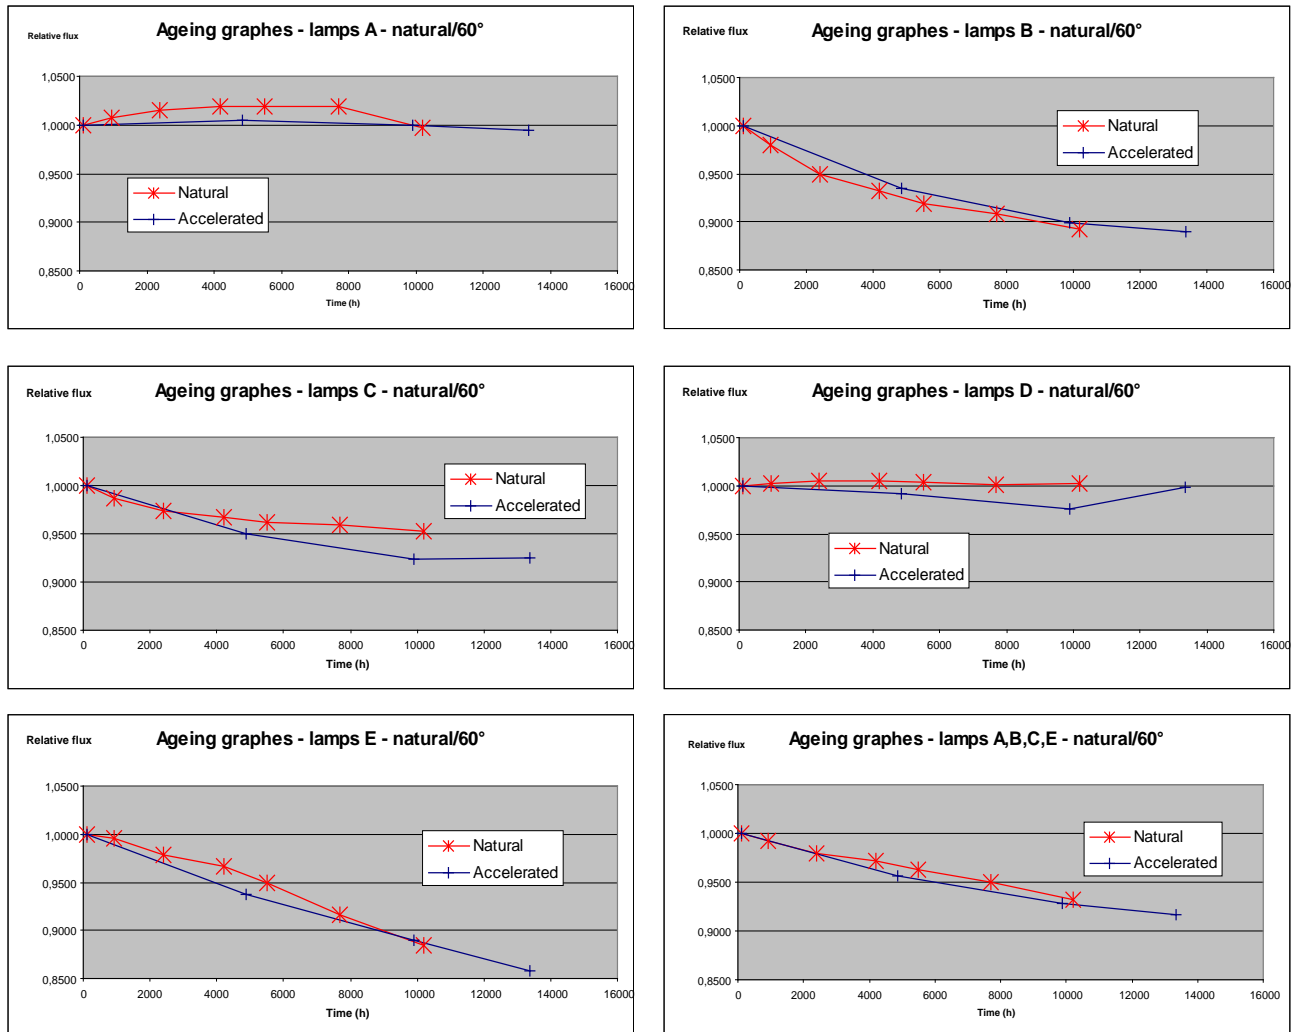 Ageing graphes - lamps A - natural/60°
Relative flux
1,0500
1,0000
0,9500
0,9000
0,8500
Natural
Accelerated
0 2000 4000 6000 8000 10000 12000 14000 16000
Time (h)
Ageing graphes - lamps B - natural/60°
Relative flux
1,0500
1,0000
0,9500
0,9000
0,8500
Natural
Accelerated
0 2000 4000 6000 8000 10000 12000 14000 16000
Time (h)
Ageing graphes - lamps C - natural/60°
Relative flux
1,0500
1,0000
0,9500
0,9000
0,8500
Natural
Accelerated
0 2000 4000 6000 8000 10000 12000 14000 16000
Time (h)
Ageing graphes - lamps D - natural/60°
Relative flux
1,0500
1,0000
0,9500
0,9000
0,8500
Natural
Accelerated
0 2000 4000 6000 8000 10000 12000 14000 16000
Time (h)
Ageing graphes - lamps E - natural/60°
Relative flux
1,0500
1,0000
0,9500
0,9000
0,8500
Natural
Accelerated
0 2000 4000 6000 8000 10000 12000 14000 16000
Time (h)
Ageing graphes - lamps A,B,C,E - natural/60°
Relative flux
1,0500
1,0000
0,9500
0,9000
0,8500
Natural
Accelerated
0 2000 4000 6000 8000 10000 12000 14000 16000
Time (h)